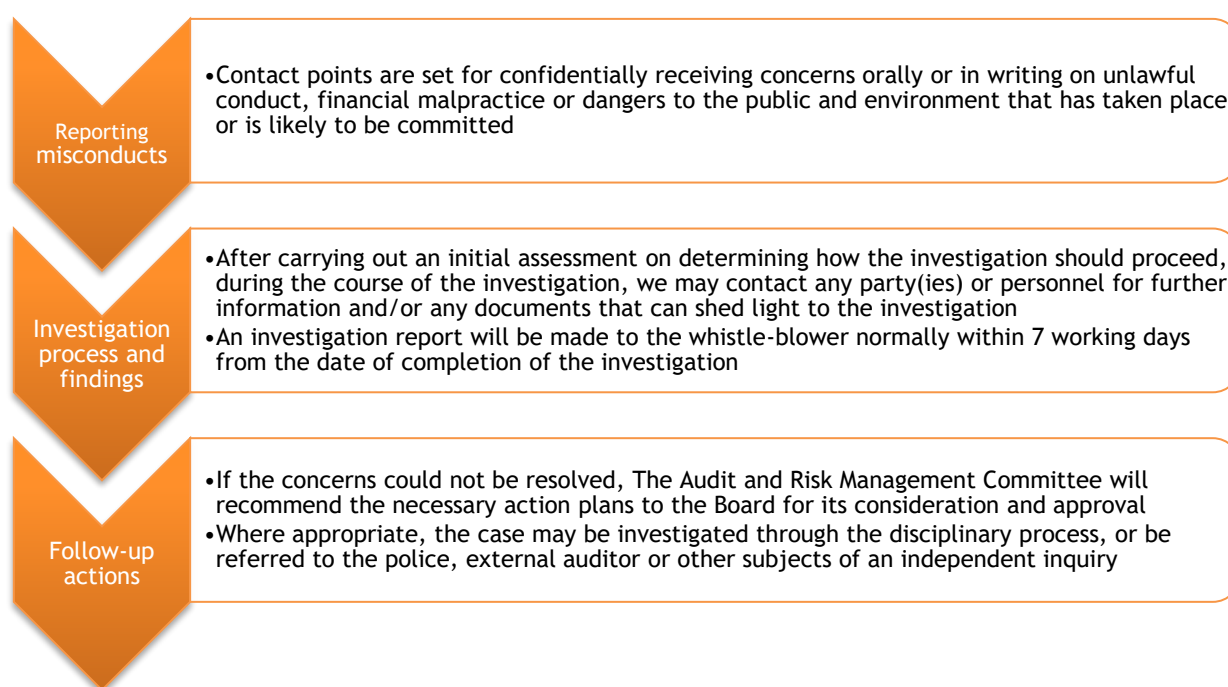 Reporting
misconducts
•Contact points are set for confidentially receiving concerns orally or in writing on unlawful
conduct, financial malpractice or dangers to the public and environment that has taken place
or is likely to be committed
Investigation
process and
findings
•After carrying out an initial assessment on determining how the investigation should proceed,
during the course of the investigation, we may contact any party(ies) or personnel for further
information and/or any documents that can shed light to the investigation
•An investigation report will be made to the whistle-blower normally within 7 working days
from the date of completion of the investigation
Follow-up
actions
•If the concerns could not be resolved, The Audit and Risk Management Committee will
recommend the necessary action plans to the Board for its consideration and approval
•Where appropriate, the case may be investigated through the disciplinary process, or be
referred to the police, external auditor or other subjects of an independent inquiry